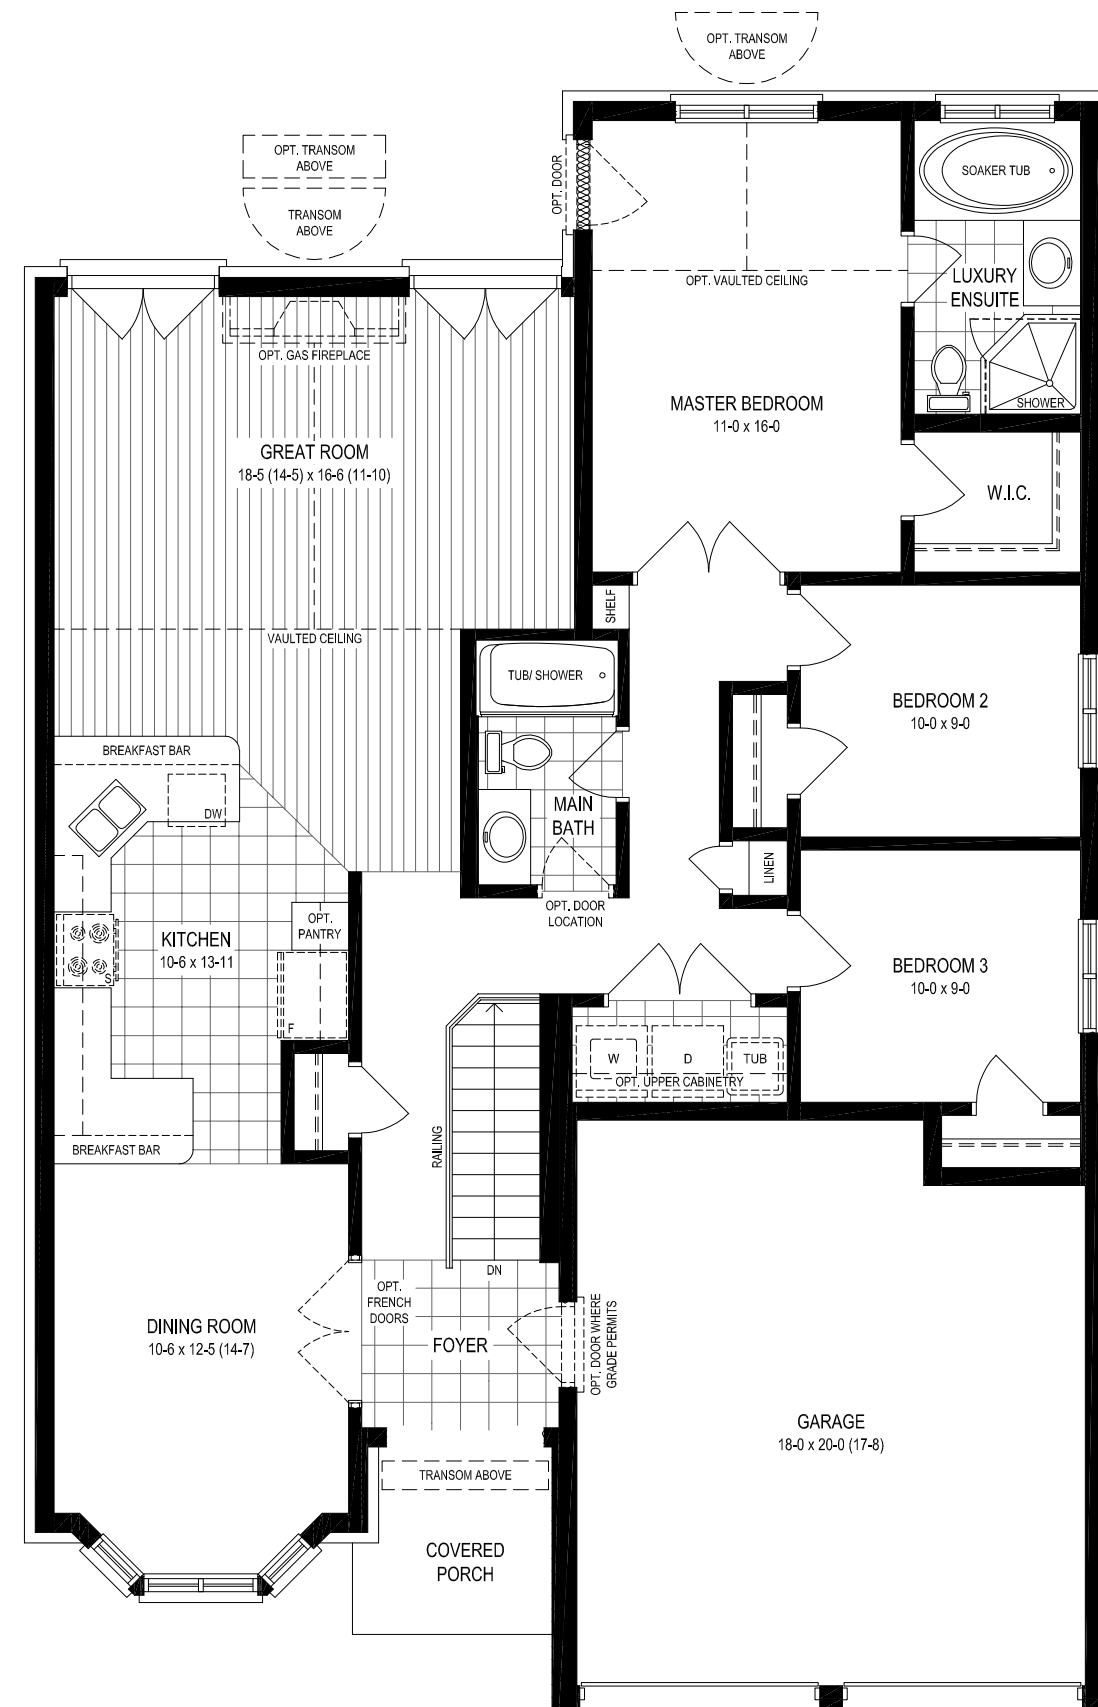 OPT. TRANSOM
ABOVE
OPT. TRANSOM
ABOVE
TRANSOM
ABOVE
OPT. DOOR
SOAKER TUB
OPT. VAULTED CEILING
LUXURY
ENSUITE
OPT. GAS FIREPLACE
SHOWER
MASTER BEDROOM
11-0 x 16-0
GREAT ROOM
18-5 (14-5) x 16-6 (11-10)
W.I.C.
SHELF
VAULTED CEILING
TUB/ SHOWER
BEDROOM 2
10-0 x 9-0
BREAKFAST BAR
DW
MAIN
BATH
LINEN
OPT. DOOR
LOCATION
OPT.
PANTRY
KITCHEN
10-6 x 13-11
S
F
BEDROOM 3
10-0 x 9-0
W
D
TUB
OPT. UPPER CABINETRY
RAILING
BREAKFAST BAR
DN
OPT.
FRENCH
DOORS
FOYER
OPT. DOOR WHERE
GRADE PERMITS
DINING ROOM
10-6 x 12-5 (14-7)
GARAGE
18-0 x 20-0 (17-8)
TRANSOM ABOVE
COVERED
PORCH